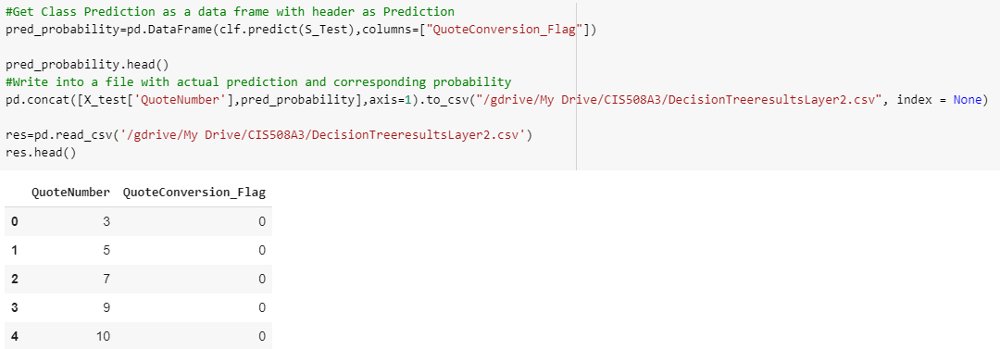 #Get Class Prediction as a data frame with header as Prediction
pred_probability=pd.DataFrame(clf.predict(S_Test),columns=["QuoteConversion_Flag"])
pred_probability.head()
#Write into a file with actual prediction and corresponding probability
pd.concat([X_test['QuoteNumber'],pred_probability],axis=1).to_csv("/gdrive/My Drive/CIS508A3/DecisionTreeresultsLayer2.csv", index = None)
res=pd.read_csv('/gdrive/My Drive/CIS508A3/DecisionTreeresultsLayer2.csv')
res.head()
QuoteNumber QuoteConversion_Flag
0 3 0
1 5 0
2 7 0
3 9 0
4 10 0